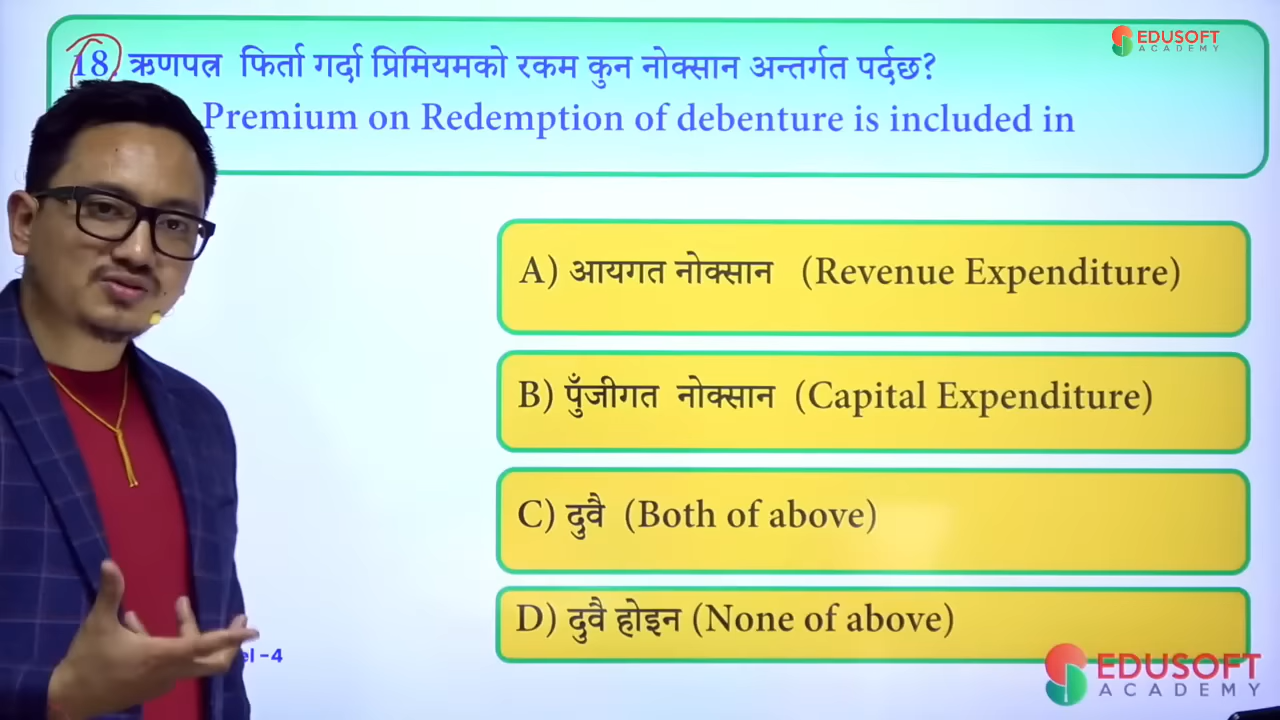 EDUSOFT
ACADEMY
18. ऋणपत्र फिर्ता गर्दा प्रिमियमको रकम कुन नोक्सान अन्तर्गत पर्दछ?
Premium on Redemption of debenture is included in
A) आयगत नोक्सान (Revenue Expenditure)
B) पुँजीगत नोक्सान (Capital Expenditure)
C) दुवै (Both of above)
D) दुवै होइन (None of above)
el -4
EDUSOFT
ACADEMY